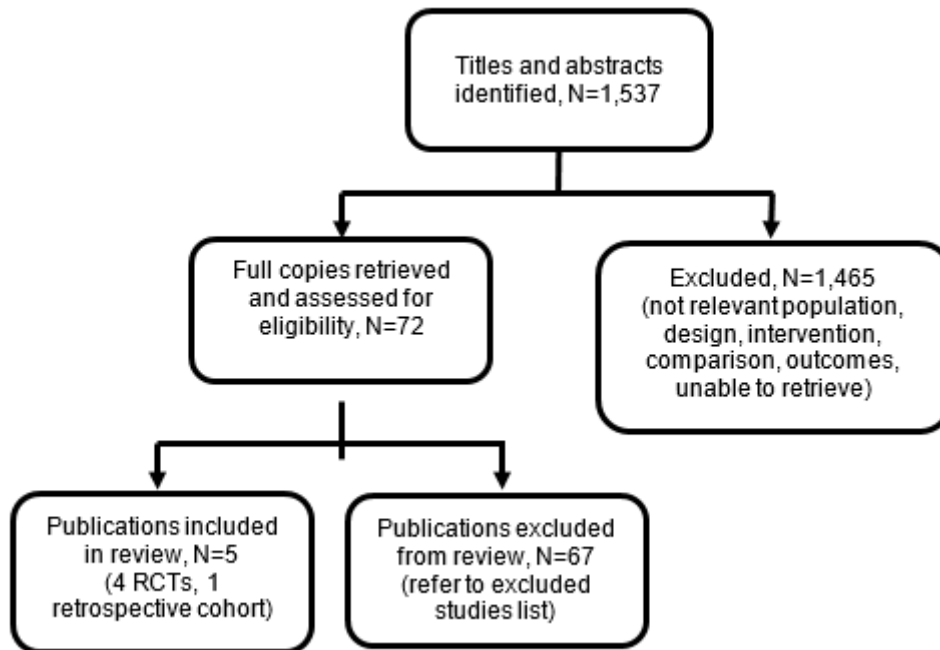 Titles and abstracts
identified, N=1,537
Full copies retrieved
and assessed for
eligibility, N=72
Excluded, N=1,465
(not relevant population,
design, intervention,
comparison, outcomes,
unable to retrieve)
Publications included
in review, N=5
(4 RCTs, 1
retrospective cohort)
Publications excluded
from review, N=67
(refer to excluded
studies list)